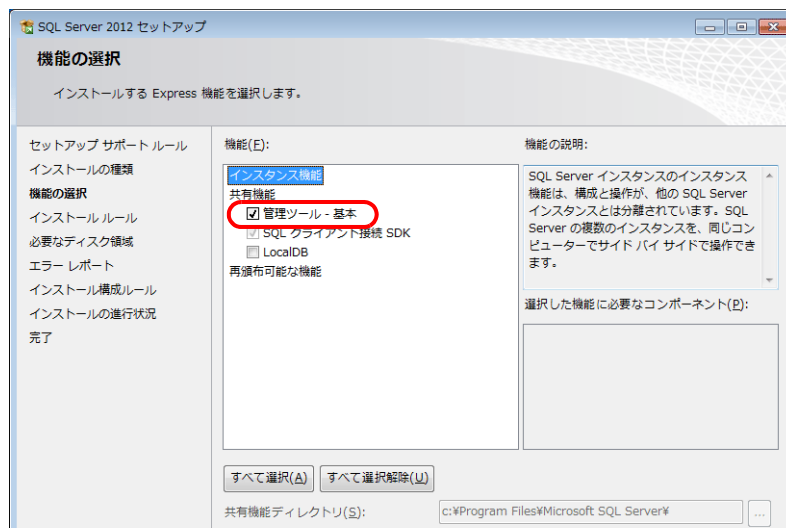 SQL Server 2012 セットアップ
機能の選択
インストールする Express 機能を選択します。
セットアップ サポート ルール
インストールの種類
機能の選択
インストール ルール
必要なディスク領域
エラー レポート
インストール構成ルール
インストールの進行状況
完了
機能(F):
インスタンス機能
共有機能
管理ツール - 基本
SQL クライアント接続 SDK
LocalDB
再頒布可能な機能
すべて選択(A)
すべて選択解除(U)
共有機能ディレクトリ(S):
c:¥Program Files¥Microsoft SQL Server¥
...
機能の説明:
SQL Server インスタンスのインスタンス
機能は、構成と操作が、他の SQL Server
インスタンスとは分離されています。SQL
Server の複数のインスタンスを、同じコン
ピューターでサイド バイ サイドで操作でき
ます。
選択した機能に必要なコンポーネント(P):